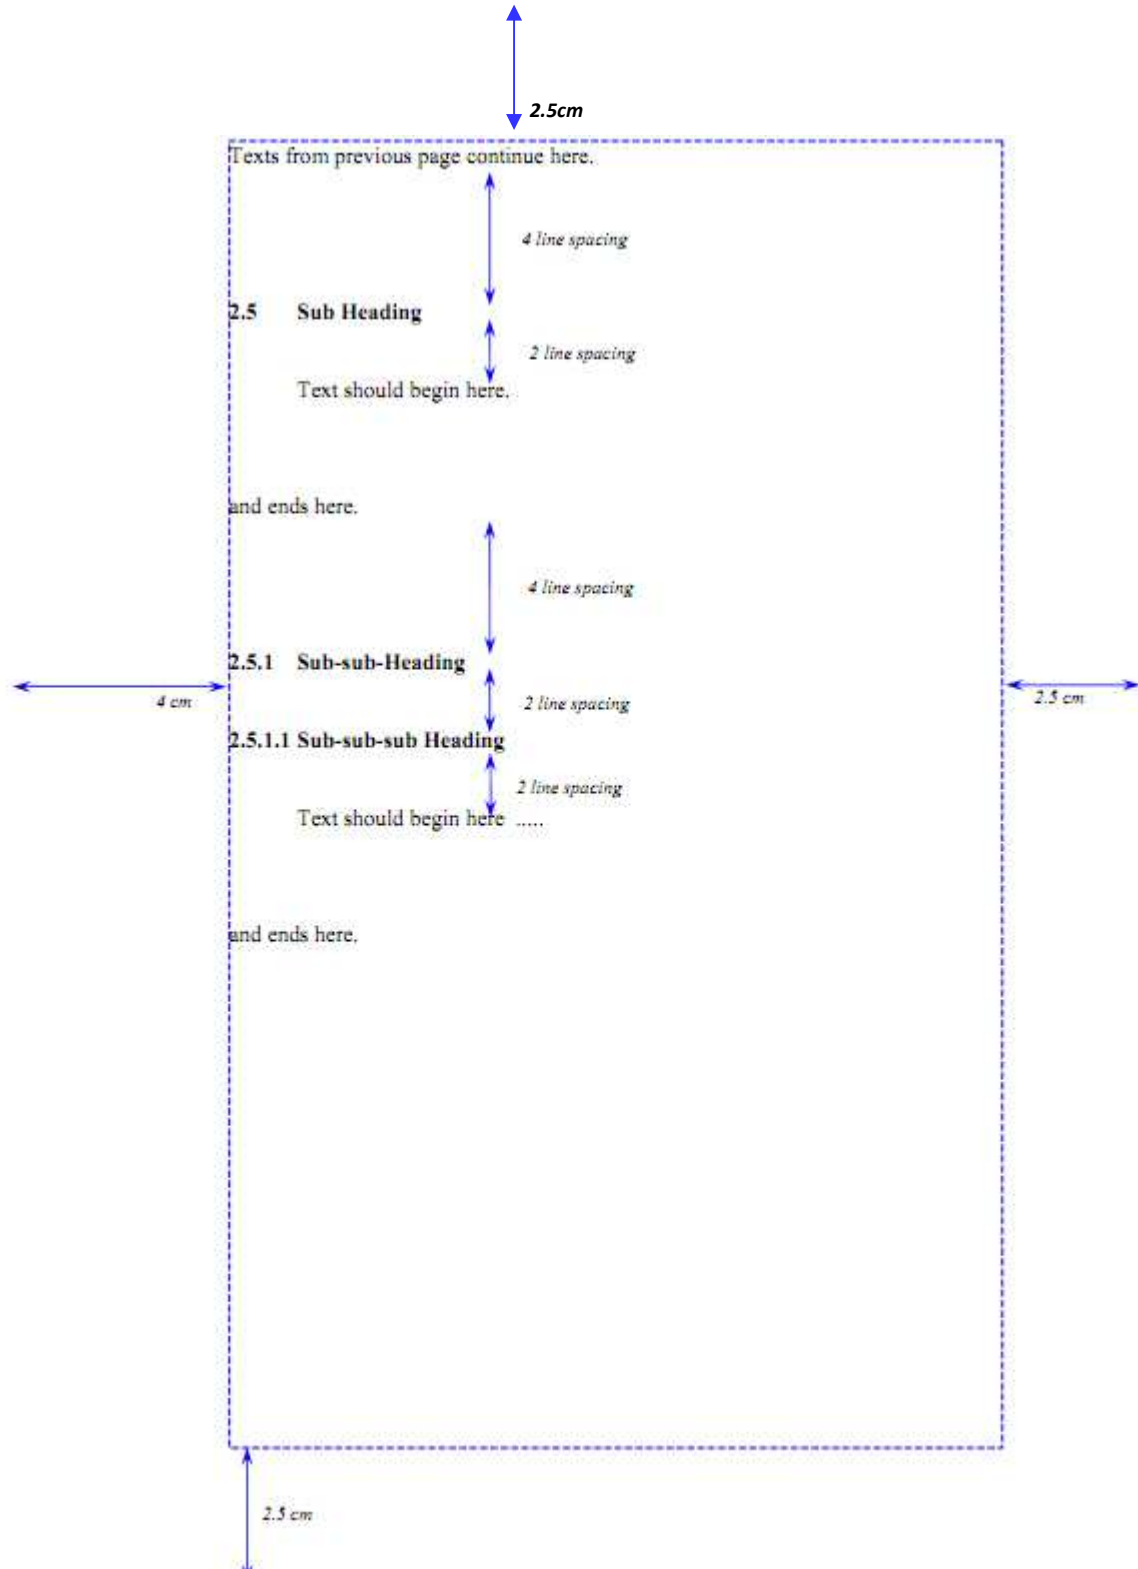 2.5cm
Texts from previous page continue here.
4 line spacing
2.5 Sub Heading
2 line spacing
Text should begin here.
and ends here.
4 line spacing
2.5.1 Sub-sub-Heading
4 cm
2 line spacing
2.5 cm
2.5.1.1 Sub-sub-sub Heading
2 line spacing
Text should begin here .....
and ends here.
2.5 cm